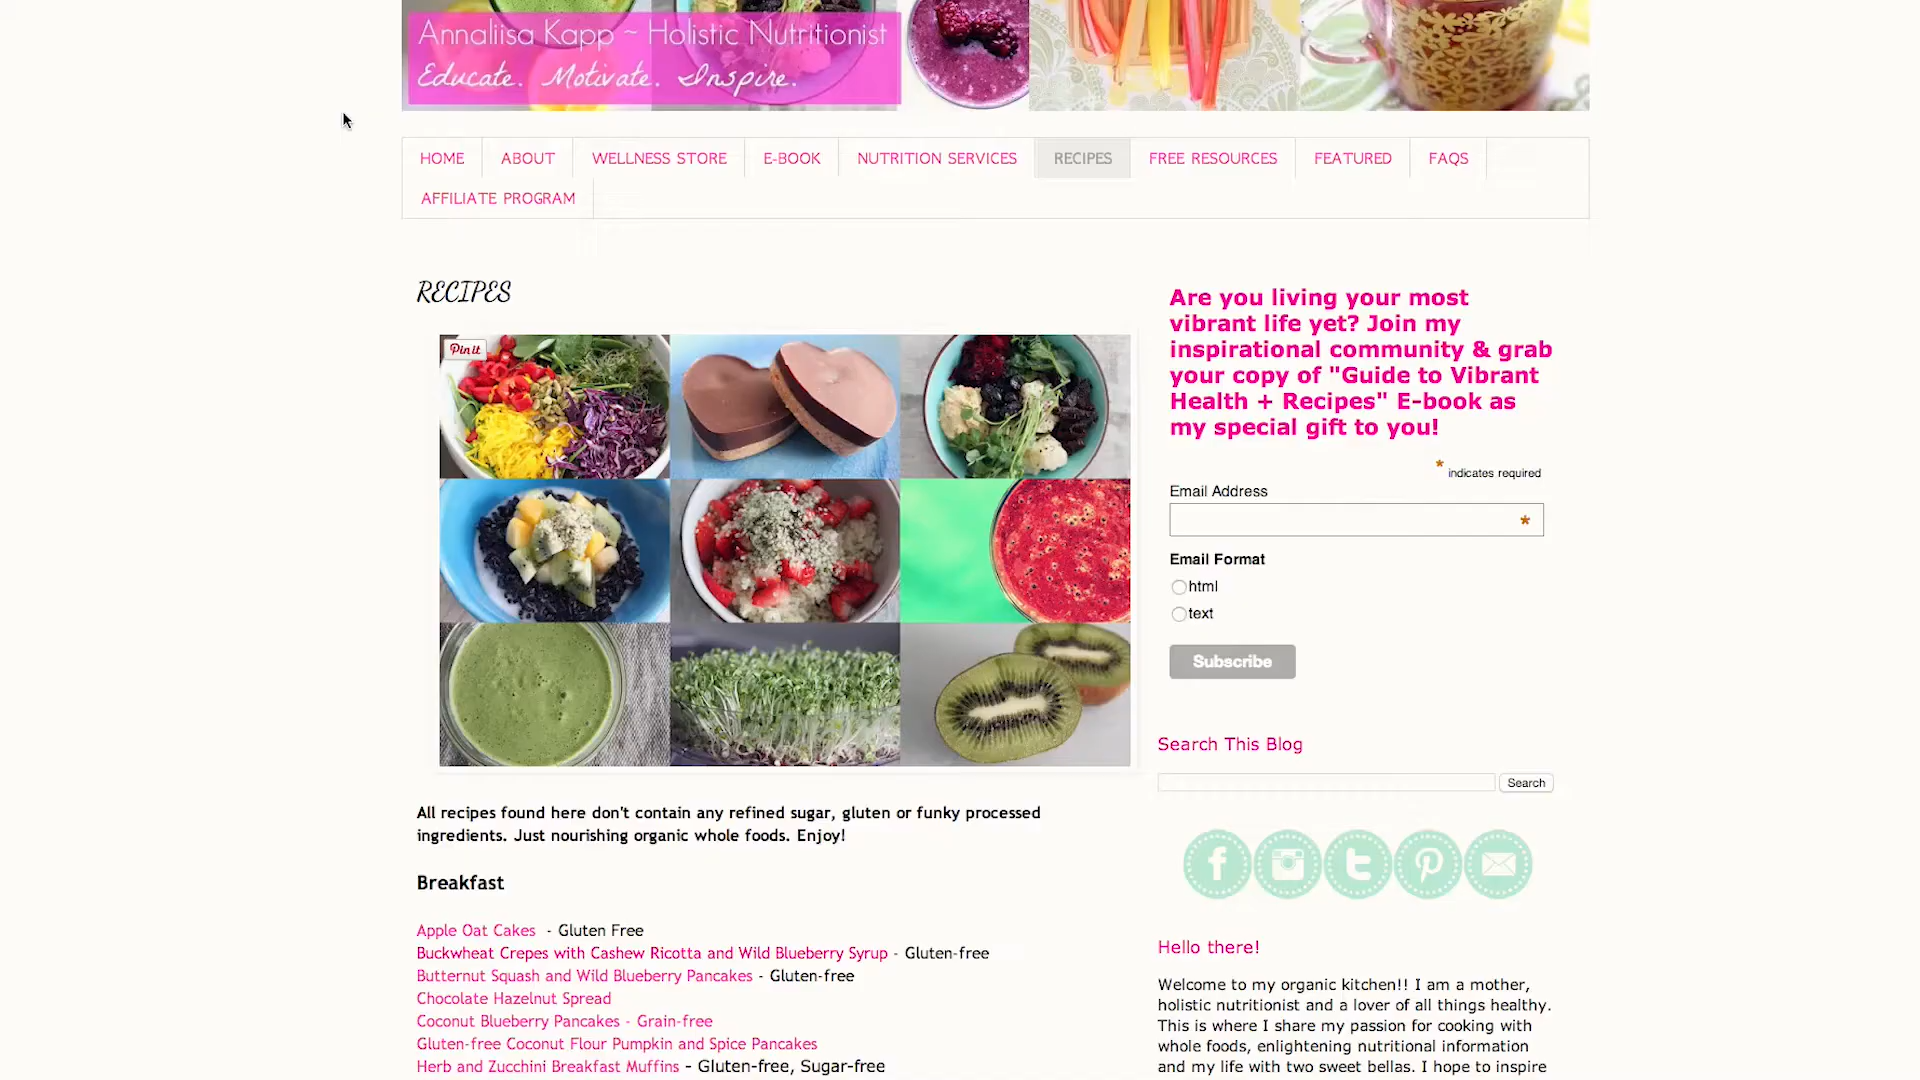 Annaliisa Kapp ~ Holistic Nutritionist
Educate. Motivate. Inspire.
HOME
ABOUT
WELLNESS STORE
E-BOOK
NUTRITION SERVICES
RECIPES
FREE RESOURCES
FEATURED
FAQS
AFFILIATE PROGRAM
RECIPES
Pin it
All recipes found here don't contain any refined sugar, gluten or funky processed
ingredients. Just nourishing organic whole foods. Enjoy!
Breakfast
Apple Oat Cakes - Gluten Free
Buckwheat Crepes with Cashew Ricotta and Wild Blueberry Syrup - Gluten-free
Butternut Squash and Wild Blueberry Pancakes - Gluten-free
Chocolate Hazelnut Spread
Coconut Blueberry Pancakes - Grain-free
Gluten-free Coconut Flour Pumpkin and Spice Pancakes
Herb and Zucchini Breakfast Muffins - Gluten-free, Sugar-free
Are you living your most
vibrant life yet? Join my
inspirational community & grab
your copy of "Guide to Vibrant
Health + Recipes" E-book as
my special gift to you!
* indicates required
Email Address
*
Email Format
html
text
Subscribe
Search This Blog
Search
Hello there!
Welcome to my organic kitchen!! I am a mother,
holistic nutritionist and a lover of all things healthy.
This is where I share my passion for cooking with
whole foods, enlightening nutritional information
and my life with two sweet bellas. I hope to inspire